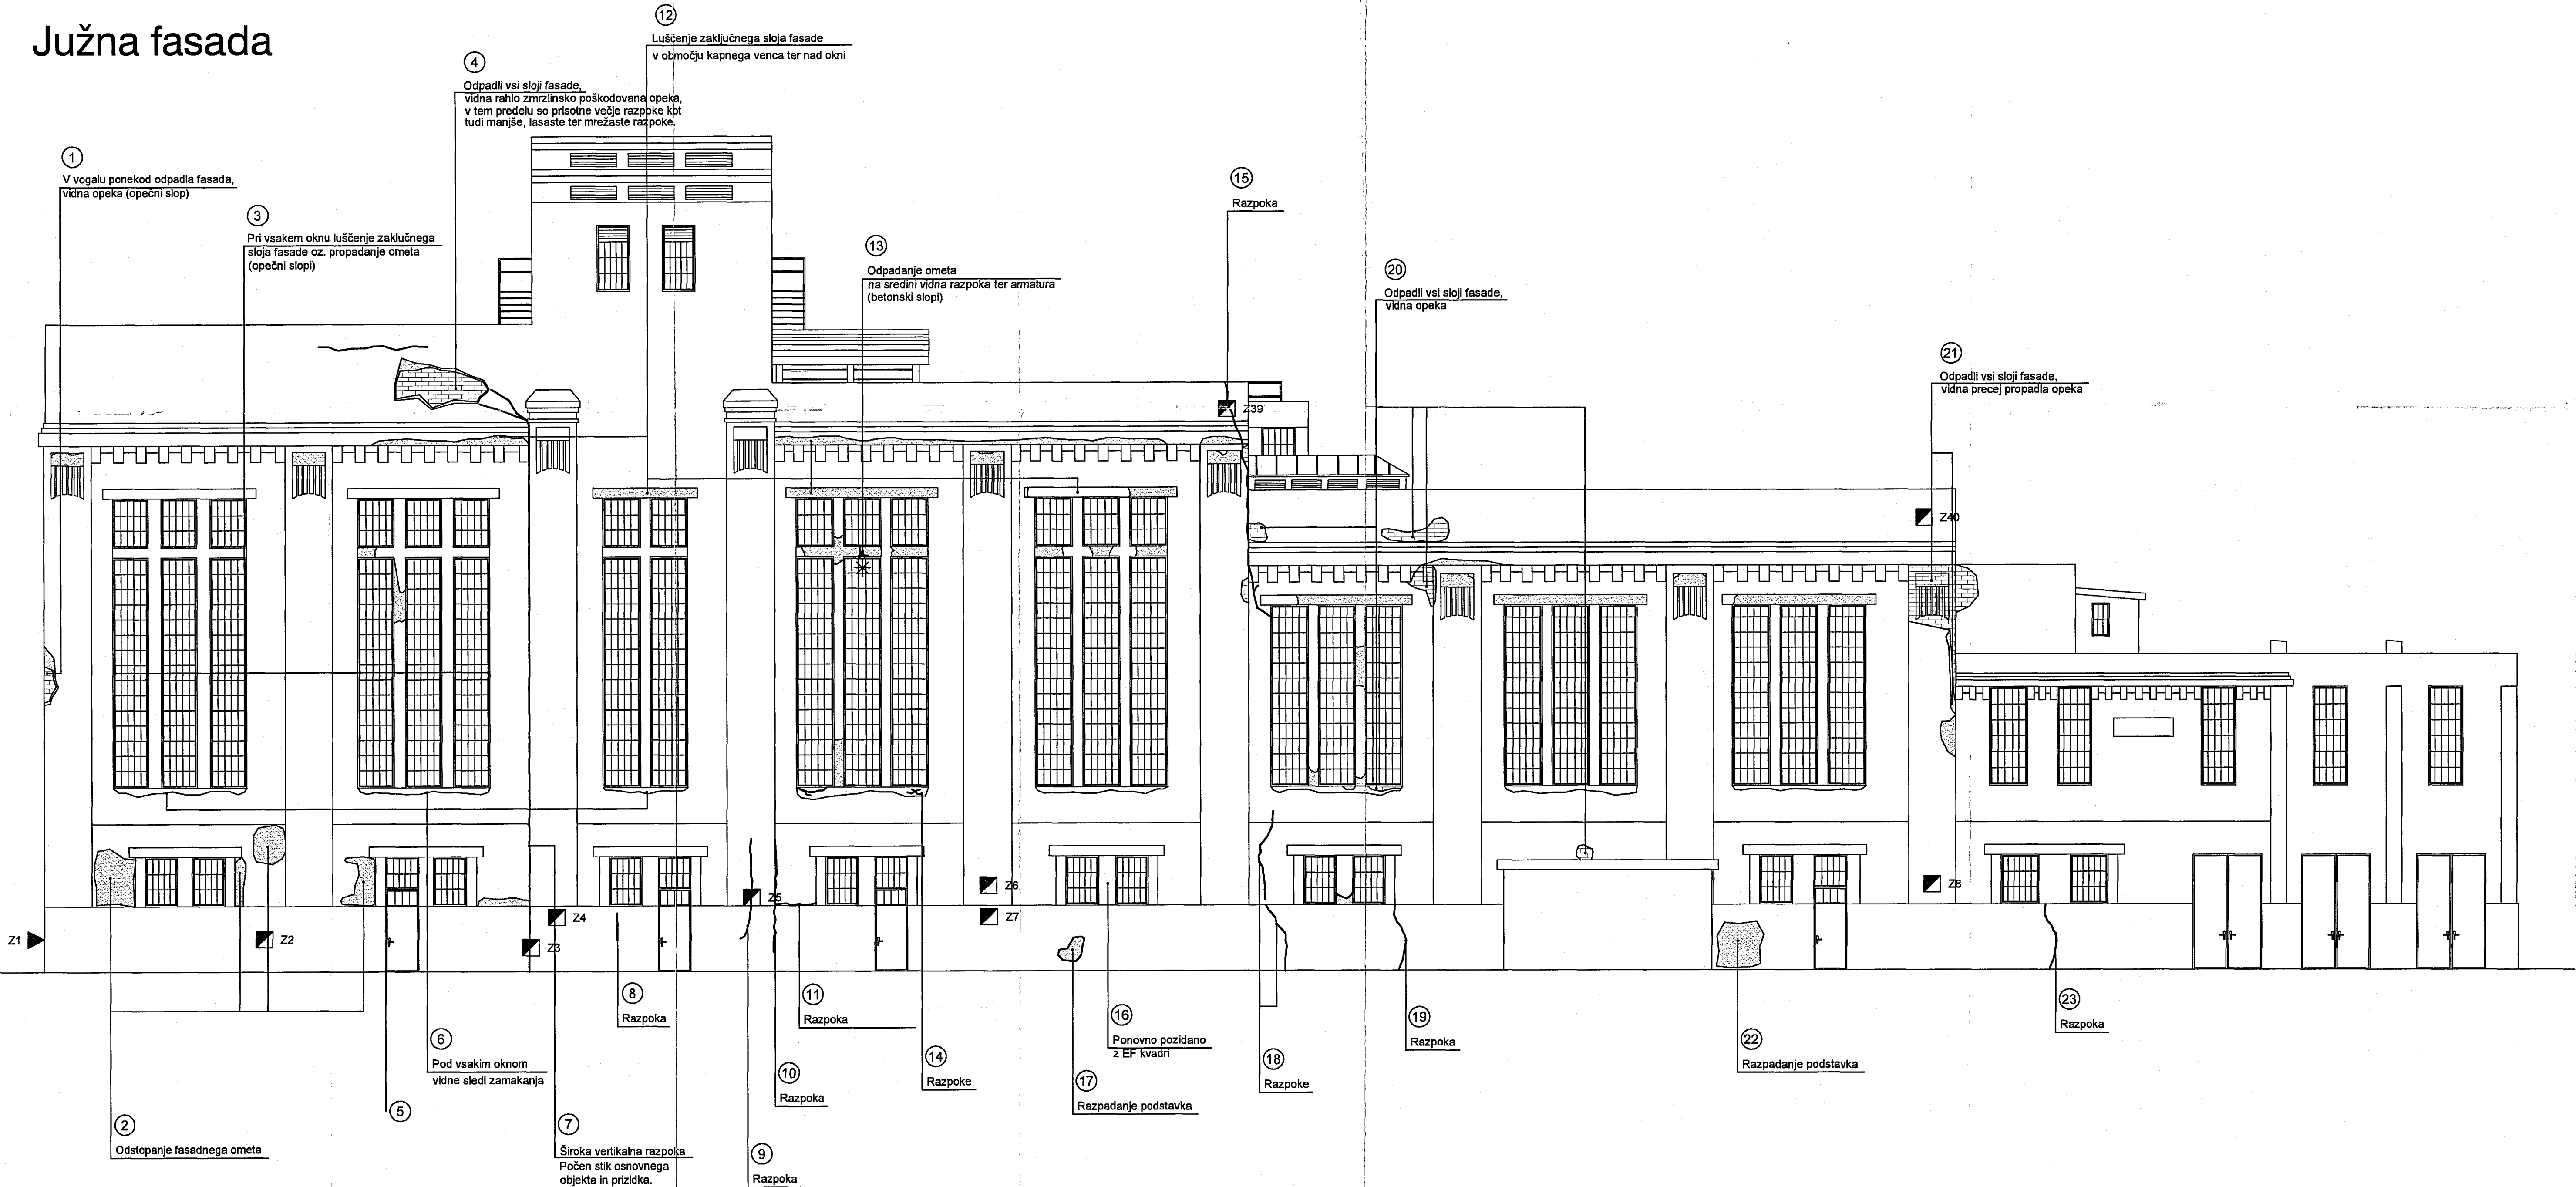 Južna fasada
12
Luščenje zaključnega sloja fasade
v območju kapnega venca ter nad okni
4
Odpadli vsi sloji fasade,
vidna rahlo zmrzlinsko poškodovana opeka,
v tem predelu so prisotne večje razpoke kot
tudi manjše, lasaste ter mrežaste razpoke.
1
V vogalu ponekod odpadla fasada,
vidna opeka (opečni slop)
3
Pri vsakem oknu luščenje zaklučnega
sloja fasade oz. propadanje ometa
(opečni slopi)
13
Odpadanje ometa
na sredini vidna razpoka ter armatura
(betonski slopi)
15
Razpoka
20
Odpadli vsi sloji fasade,
vidna opeka
21
Odpadli vsi sloji fasade,
vidna precej propadla opeka
Z39
Z40
Z1
Z2
Z3
Z4
Z5
Z6
Z7
Z8
8
Razpoka
11
Razpoka
6
Pod vsakim oknom
vidne sledi zamakanja
10
Razpoka
14
Razpoke
16
Ponovno pozidano
z EF kvadri
17
Razpadanje podstavka
18
Razpoke
19
Razpoka
22
Razpadanje podstavka
23
Razpoka
5
2
Odstopanje fasadnega ometa
7
Široka vertikalna razpoka
Počen stik osnovnega
objekta in prizidka.
9
Razpoka